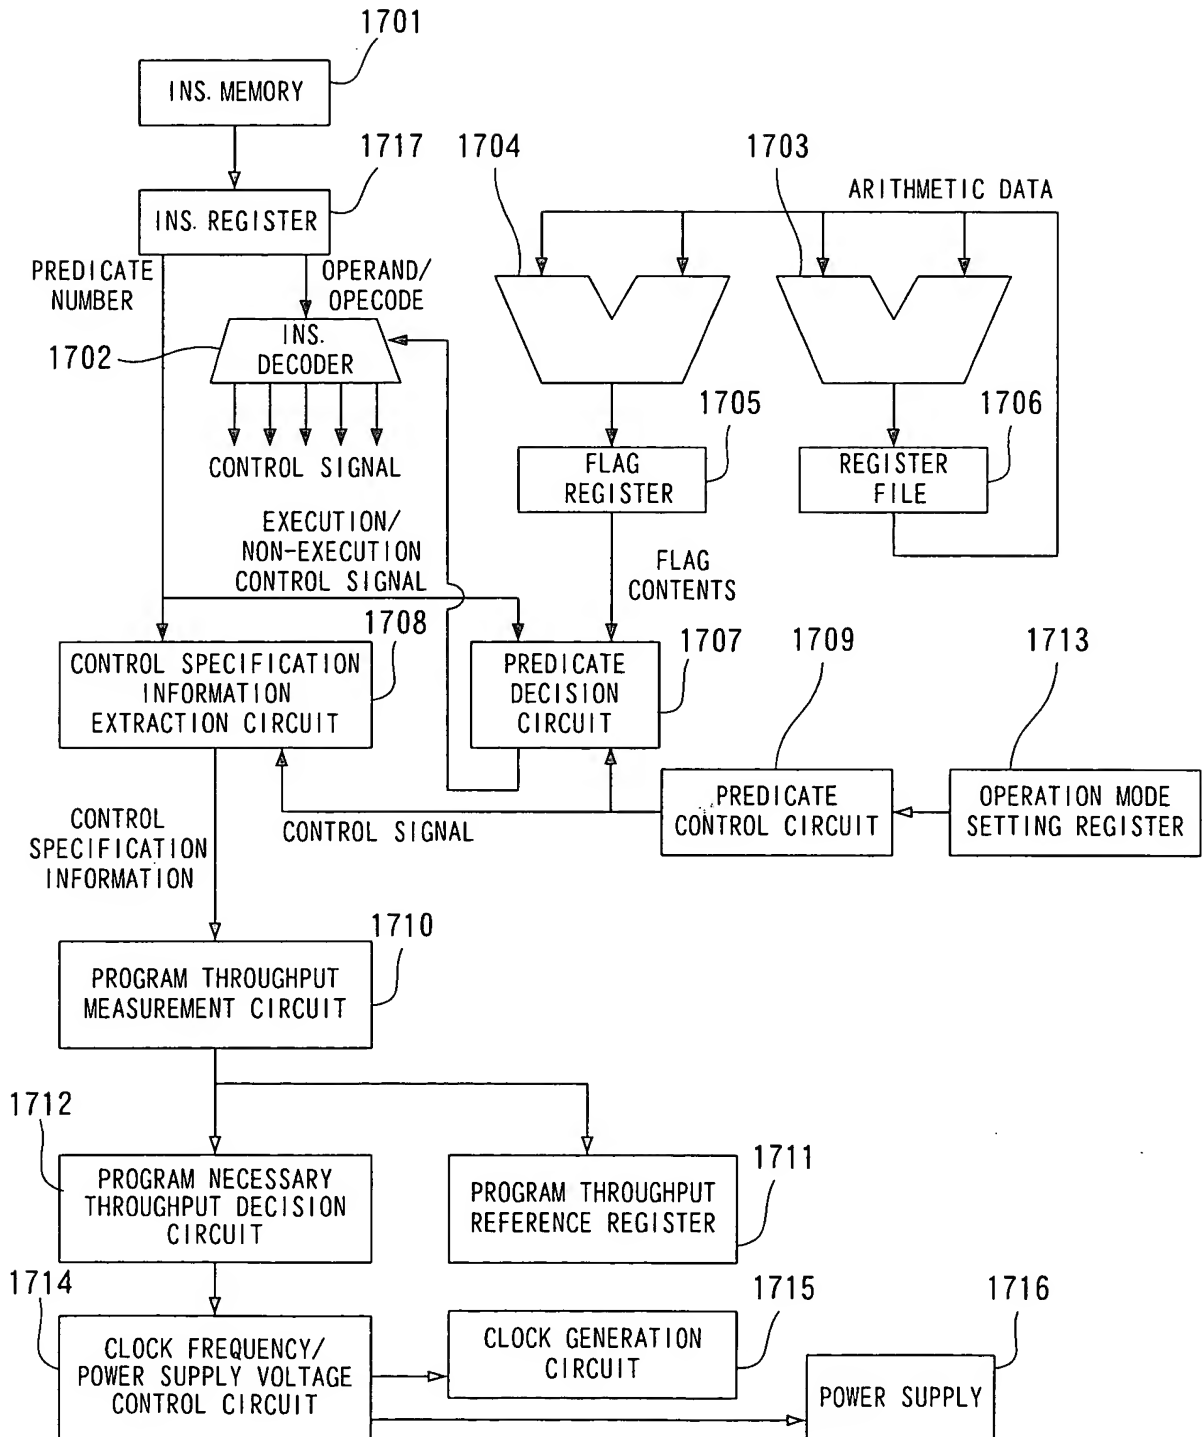 1701
INS. MEMORY
1717
1704
1703
ARITHMETIC DATA
INS. REGISTER
PREDICATE
NUMBER
OPERAND/
OPECODE
1702
INS.
DECODER
1705
1706
CONTROL SIGNAL
FLAG
REGISTER
REGISTER
FILE
EXECUTION/
NON-EXECUTION
CONTROL SIGNAL
FLAG
CONTENTS
1708
1707
1709
1713
CONTROL SPECIFICATION
INFORMATION
EXTRACTION CIRCUIT
PREDICATE
DECISION
CIRCUIT
CONTROL
SPECIFICATION
INFORMATION
CONTROL SIGNAL
PREDICATE
CONTROL CIRCUIT
OPERATION MODE
SETTING REGISTER
1710
PROGRAM THROUGHPUT
MEASUREMENT CIRCUIT
1712
1711
PROGRAM NECESSARY
THROUGHPUT DECISION
CIRCUIT
PROGRAM THROUGHPUT
REFERENCE REGISTER
1714
1715
1716
CLOCK FREQUENCY/
POWER SUPPLY VOLTAGE
CONTROL CIRCUIT
CLOCK GENERATION
CIRCUIT
POWER SUPPLY